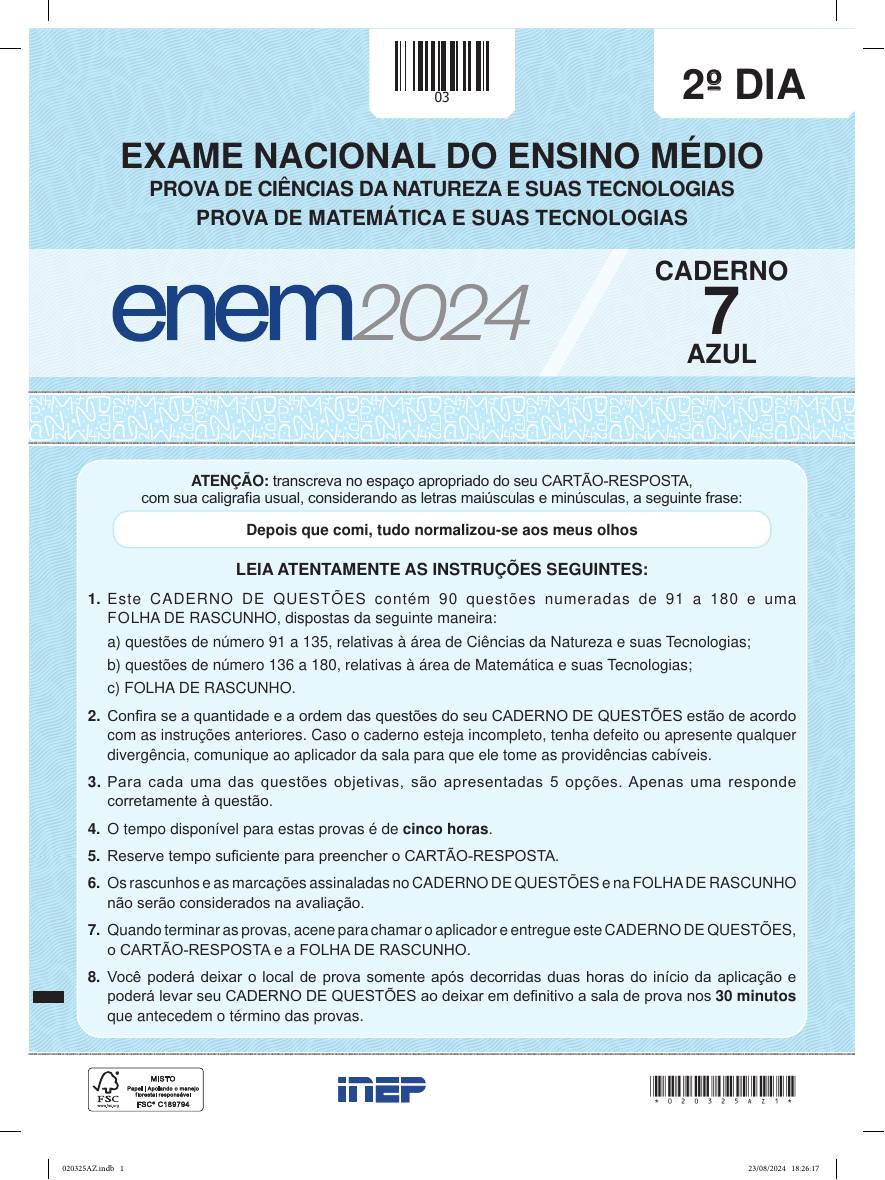 03
2º DIA
EXAME NACIONAL DO ENSINO MÉDIO
PROVA DE CIÊNCIAS DA NATUREZA E SUAS TECNOLOGIAS
PROVA DE MATEMÁTICA E SUAS TECNOLOGIAS
enem2024
CADERNO
7
AZUL
ATENÇÃO: transcreva no espaço apropriado do seu CARTÃO-RESPOSTA,
com sua caligrafia usual, considerando as letras maiúsculas e minúsculas, a seguinte frase:
Depois que comi, tudo normalizou-se aos meus olhos
LEIA ATENTAMENTE AS INSTRUÇÕES SEGUINTES:
1. Este CADERNO DE QUESTÕES contém 90 questões numeradas de 91 a 180 e uma
FOLHA DE RASCUNHO, dispostas da seguinte maneira:
a) questões de número 91 a 135, relativas à área de Ciências da Natureza e suas Tecnologias;
b) questões de número 136 a 180, relativas à área de Matemática e suas Tecnologias;
c) FOLHA DE RASCUNHO.
2. Confira se a quantidade e a ordem das questões do seu CADERNO DE QUESTÕES estão de acordo
com as instruções anteriores. Caso o caderno esteja incompleto, tenha defeito ou apresente qualquer
divergência, comunique ao aplicador da sala para que ele tome as providências cabíveis.
3. Para cada uma das questões objetivas, são apresentadas 5 opções. Apenas uma responde
corretamente à questão.
4. O tempo disponível para estas provas é de cinco horas.
5. Reserve tempo suficiente para preencher o CARTÃO-RESPOSTA.
6. Os rascunhos e as marcações assinaladas no CADERNO DE QUESTÕES e na FOLHA DE RASCUNHO
não serão considerados na avaliação.
7. Quando terminar as provas, acene para chamar o aplicador e entregue este CADERNO DE QUESTÕES,
o CARTÃO-RESPOSTA e a FOLHA DE RASCUNHO.
8. Você poderá deixar o local de prova somente após decorridas duas horas do início da aplicação e
poderá levar seu CADERNO DE QUESTÕES ao deixar em definitivo a sala de prova nos 30 minutos
que antecedem o término das provas.
FSC
www.fsc.org
MISTO
Papel | Apoiando o manejo
florestal responsável
FSC® C189794
INEP
*020325AZ1*
020325AZ.indb 1
23/08/2024 18:26:17